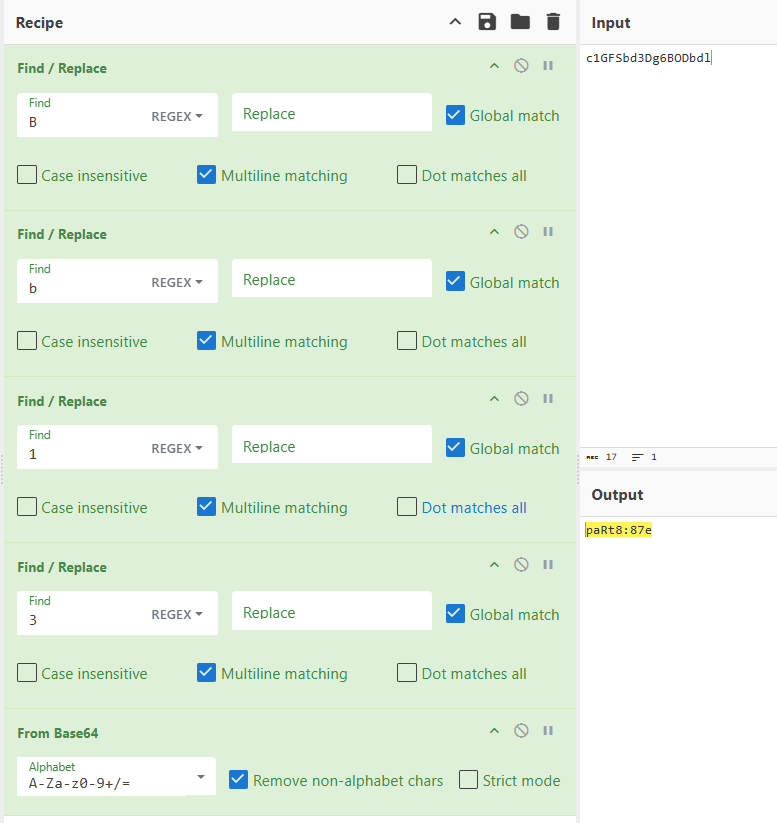 Recipe
Find / Replace
Find
B
REGEX
Replace
Global match
Case insensitive
Multiline matching
Dot matches all
Find / Replace
Find
b
REGEX
Replace
Global match
Case insensitive
Multiline matching
Dot matches all
Find / Replace
Find
1
REGEX
Replace
Global match
Case insensitive
Multiline matching
Dot matches all
Find / Replace
Find
3
REGEX
Replace
Global match
Case insensitive
Multiline matching
Dot matches all
From Base64
Alphabet
A-Za-z0-9+/=
Remove non-alphabet chars
Strict mode
Input
c1GFSbd3Dg6BODbdl
ABC 17 1
Output
paRt8:87e